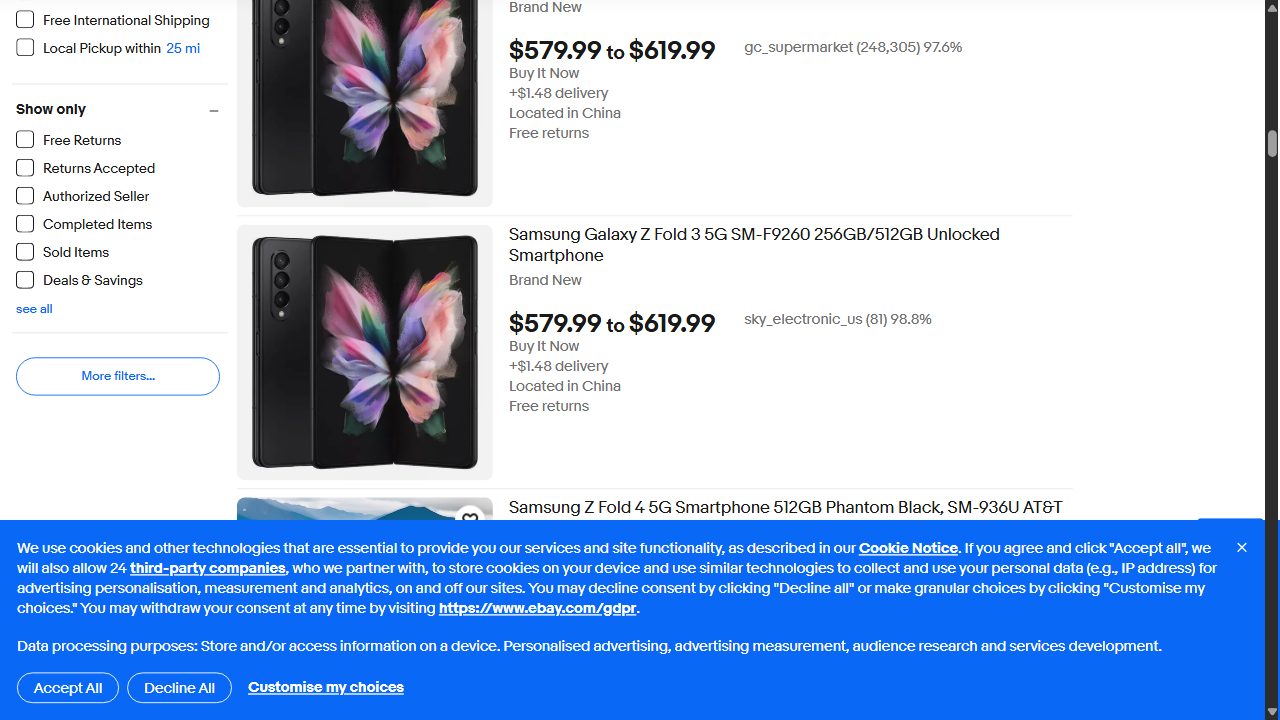 Free International Shipping
Local Pickup within 25 mi
Show only
Free Returns
Returns Accepted
Authorized Seller
Completed Items
Sold Items
Deals & Savings
see all
More filters...
Brand New
$579.99 to $619.99
gc_supermarket (248,305) 97.6%
Buy It Now
+$1.48 delivery
Located in China
Free returns
Samsung Galaxy Z Fold 3 5G SM-F9260 256GB/512GB Unlocked
Smartphone
Brand New
$579.99 to $619.99
sky_electronic_us (81) 98.8%
Buy It Now
+$1.48 delivery
Located in China
Free returns
Samsung Z Fold 4 5G Smartphone 512GB Phantom Black, SM-936U AT&T
We use cookies and other technologies that are essential to provide you our services and site functionality, as described in our Cookie Notice. If you agree and click "Accept all", we
will also allow 24 third-party companies, who we partner with, to store cookies on your device and use similar technologies to collect and use your personal data (e.g., IP address) for
advertising personalisation, measurement and analytics, on and off our sites. You may decline consent by clicking "Decline all" or make granular choices by clicking "Customise my
choices." You may withdraw your consent at any time by visiting https://www.ebay.com/gdpr.
Data processing purposes: Store and/or access information on a device. Personalised advertising, advertising measurement, audience research and services development.
Accept All
Decline All
Customise my choices